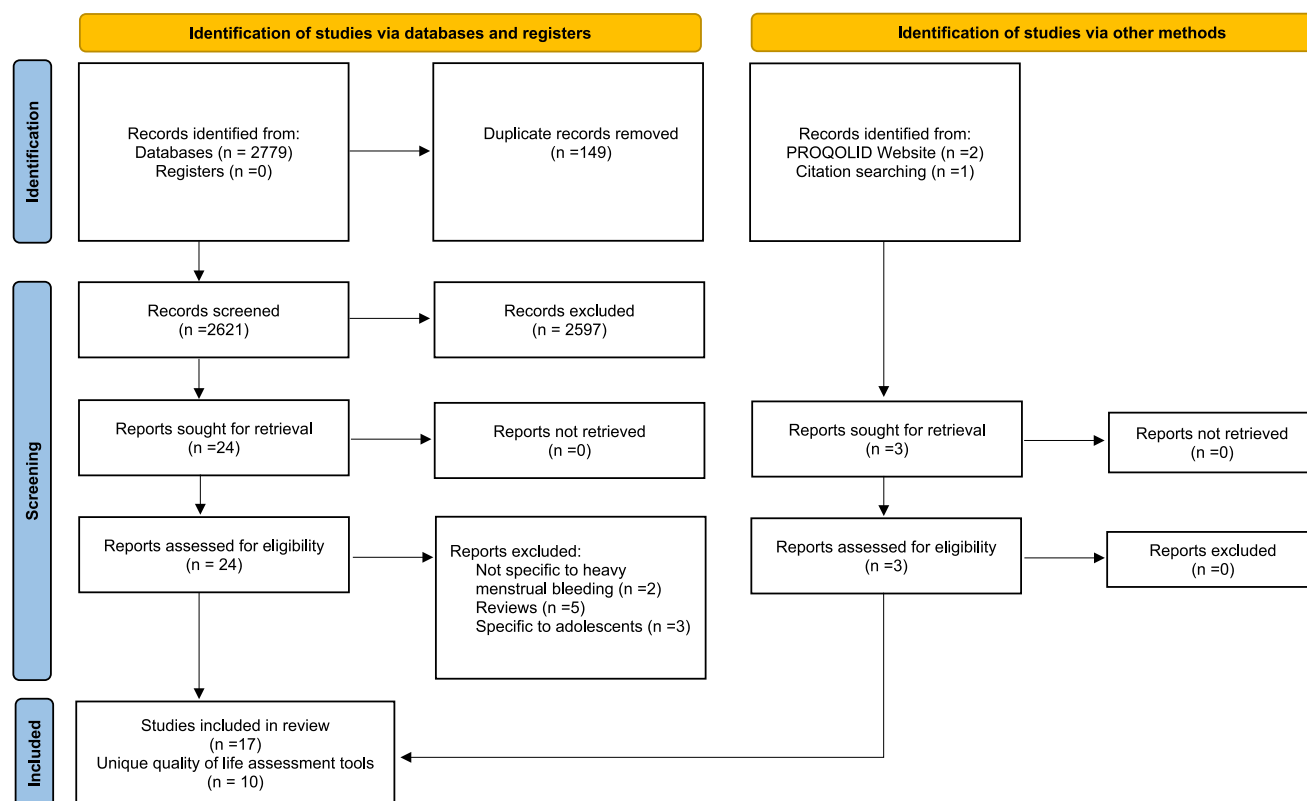 Identification of studies via databases and registers
Identification of studies via other methods
Identification
Records identified from:
Databases (n = 2779)
Registers (n =0)
Duplicate records removed
(n =149)
Records identified from:
PROQOLID Website (n =2)
Citation searching (n =1)
Screening
Records screened
(n =2621)
Records excluded
(n = 2597)
Reports sought for retrieval
(n =24)
Reports not retrieved
(n =0)
Reports sought for retrieval
(n =3)
Reports not retrieved
(n =0)
Reports assessed for eligibility
(n = 24)
Reports excluded:
Not specific to heavy
menstrual bleeding (n =2)
Reviews (n =5)
Specific to adolescents (n =3)
Reports assessed for eligibility
(n =3)
Reports excluded
(n =0)
Included
Studies included in review
(n =17)
Unique quality of life assessment tools
(n = 10)